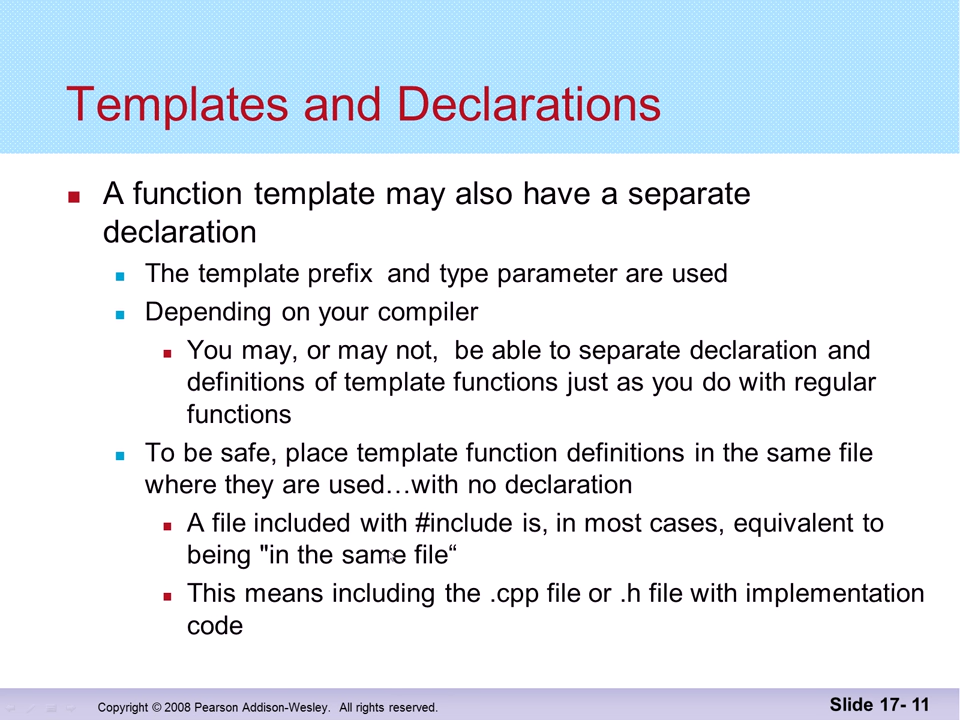 Templates and Declarations
A function template may also have a separate
declaration
The template prefix  and type parameter are used
Depending on your compiler
You may, or may not,  be able to separate declaration and
definitions of template functions just as you do with regular
functions
To be safe, place template function definitions in the same file
where they are used…with no declaration
A file included with #include is, in most cases, equivalent to
being "in the same file“
This means including the .cpp file or .h file with implementation
code
Copyright © 2008 Pearson Addison-Wesley.  All rights reserved.
Slide 17- 11